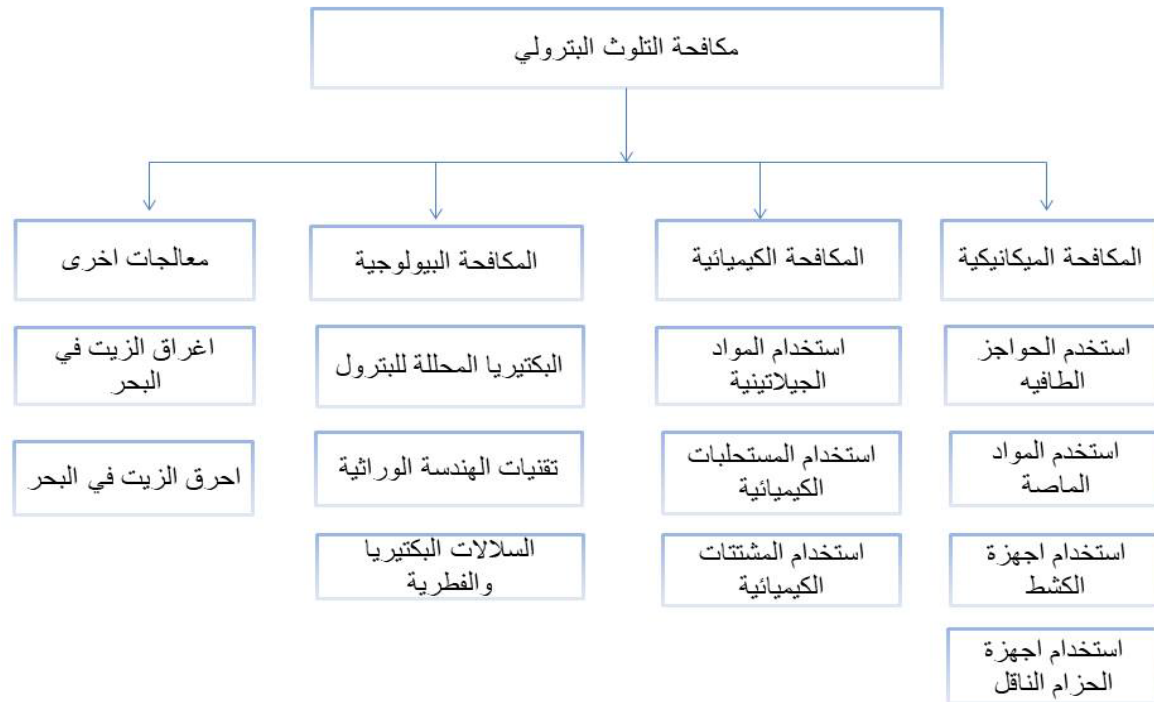 مكافحة التلوث البترولي
المكافحة الميكانيكية
المكافحة الكيميائية
المكافحة البيولوجية
معالجات اخرى
استخدم الحواجز
الطافيه
استخدم المواد
الماصة
استخدام اجهزة
الكشط
استخدام اجهزة
الحزام الناقل
استخدام المواد
الجيلاتينية
استخدام المستحلبات
الكيميائية
استخدام المشتتات
الكيميائية
البكتيريا المحللة للبترول
تقنيات الهندسة الوراثية
السلالات البكتيريا
والفطرية
اغراق الزيت في
البحر
احرق الزيت في البحر